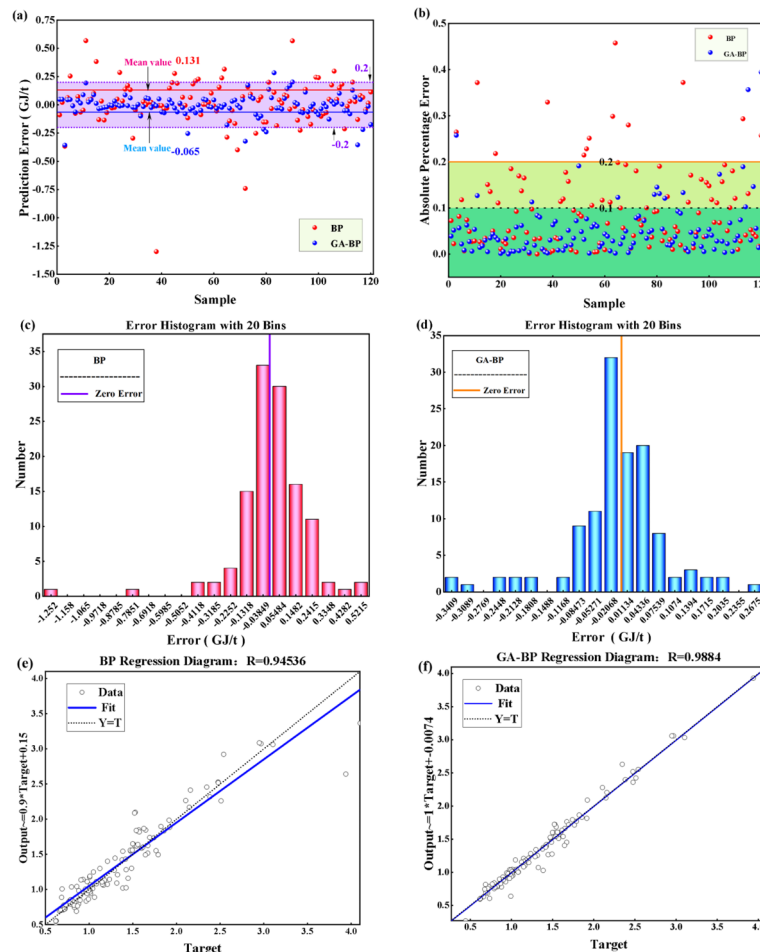 (a)
Prediction Error ( GJ/t )
0.75
0.50
0.25
0.00
-0.25
-0.50
-0.75
-1.00
-1.25
-1.50
Mean value 0.131
0.2
Mean value -0.065
-0.2
BP
GA-BP
0 20 40 60 80 100 120
Sample
(b)
Absolute Percentage Error
0.5
0.4
0.3
0.2
0.1
0.0
BP
GA-BP
0.2
0.1
0 20 40 60 80 100 120
Sample
(c)
Error Histogram with 20 Bins
BP
Zero Error
Number
35
30
25
20
15
10
5
0
-1.252 -1.158 -1.065 -0.9718 -0.8785 -0.7851 -0.6918 -0.5985 -0.5052 -0.4118 -0.3185 -0.2252 -0.1318 -0.03849 0.05484 0.1482 0.2415 0.3348 0.4282 0.5215
Error ( GJ/t )
(d)
Error Histogram with 20 Bins
GA-BP
Zero Error
Number
35
30
25
20
15
10
5
0
-0.3409 -0.3089 -0.2769 -0.2448 -0.2128 -0.1808 -0.1488 -0.1168 -0.08473 -0.05271 -0.02068 0.01134 0.04336 0.07539 0.1074 0.1394 0.1715 0.2035 0.2355 0.2675
Error ( GJ/t )
(e)
BP Regression Diagram: R=0.94536
Data
Fit
Y=T
Output~=0.9*Target+0.15
4.0
3.5
3.0
2.5
2.0
1.5
1.0
0.5
0.5 1.0 1.5 2.0 2.5 3.0 3.5 4.0
Target
(f)
GA-BP Regression Diagram: R=0.9884
Data
Fit
Y=T
Output~=1*Target+-0.0074
4.0
3.5
3.0
2.5
2.0
1.5
1.0
0.5
0.5 1.0 1.5 2.0 2.5 3.0 3.5 4.0
Target